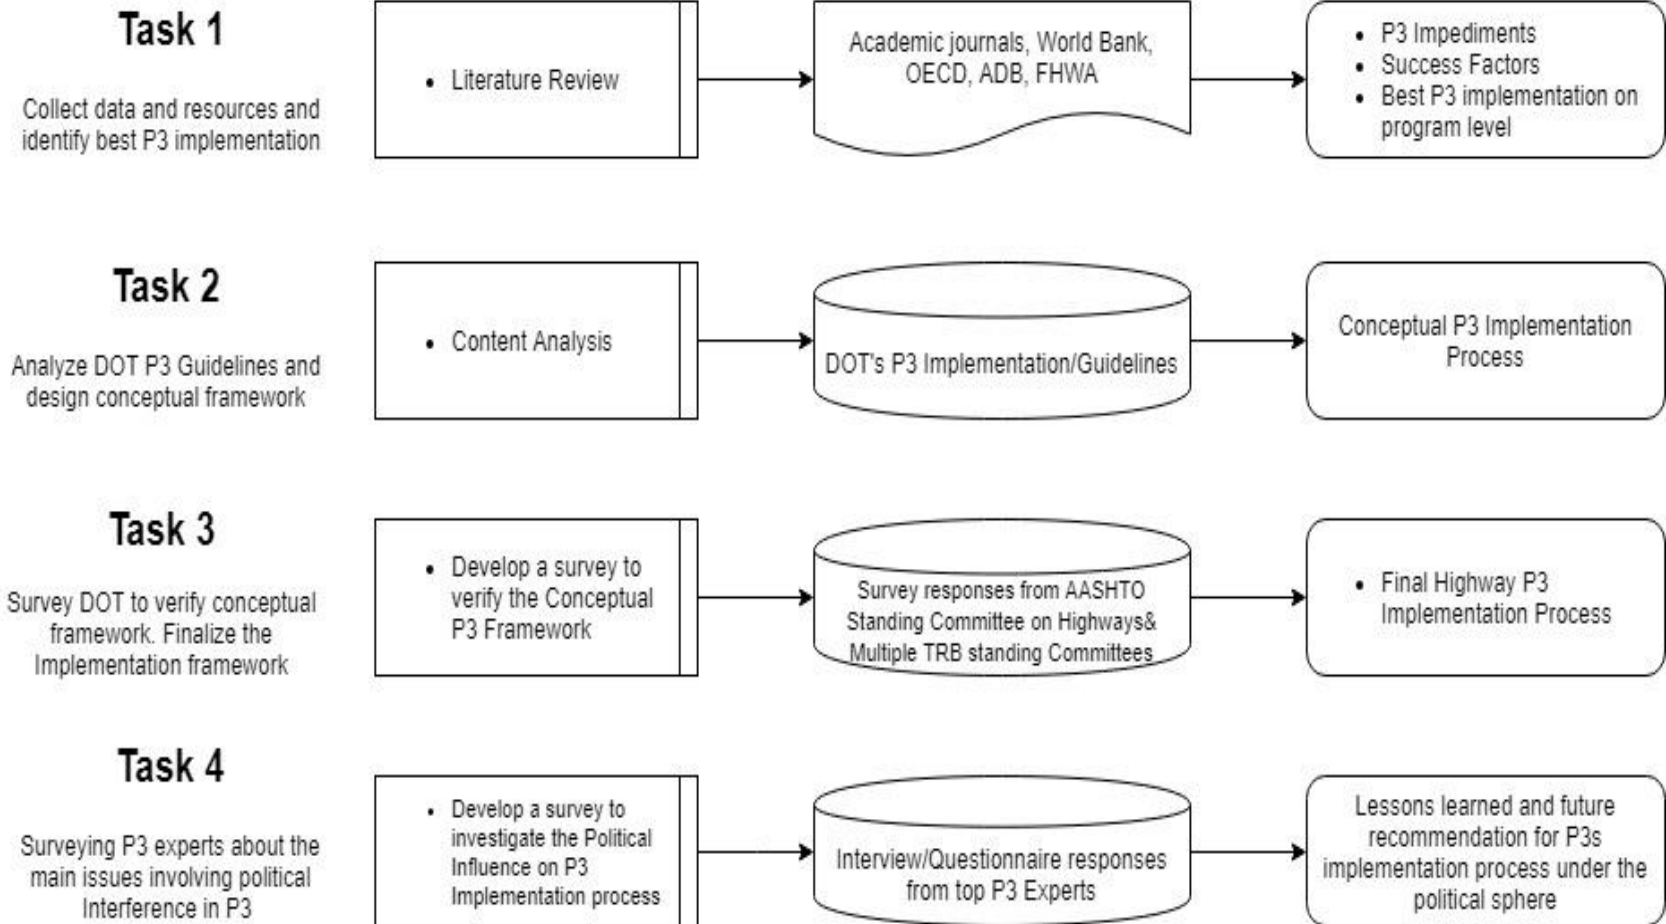 Task 1
Collect data and resources and
identify best P3 implementation
• Literature Review
Academic journals, World Bank,
OECD, ADB, FHWA
• P3 Impediments
• Success Factors
• Best P3 implementation on
program level
Task 2
Analyze DOT P3 Guidelines and
design conceptual framework
• Content Analysis
DOT's P3 Implementation/Guidelines
Conceptual P3 Implementation
Process
Task 3
Survey DOT to verify conceptual
framework. Finalize the
Implementation framework
• Develop a survey to
verify the Conceptual
P3 Framework
Survey responses from AASHTO
Standing Committee on Highways&
Multiple TRB standing Committees
• Final Highway P3
Implementation Process
Task 4
Surveying P3 experts about the
main issues involving political
Interference in P3
• Develop a survey to
investigate the Political
Influence on P3
Implementation process
Interview/Questionnaire responses
from top P3 Experts
Lessons learned and future
recommendation for P3s
implementation process under the
political sphere